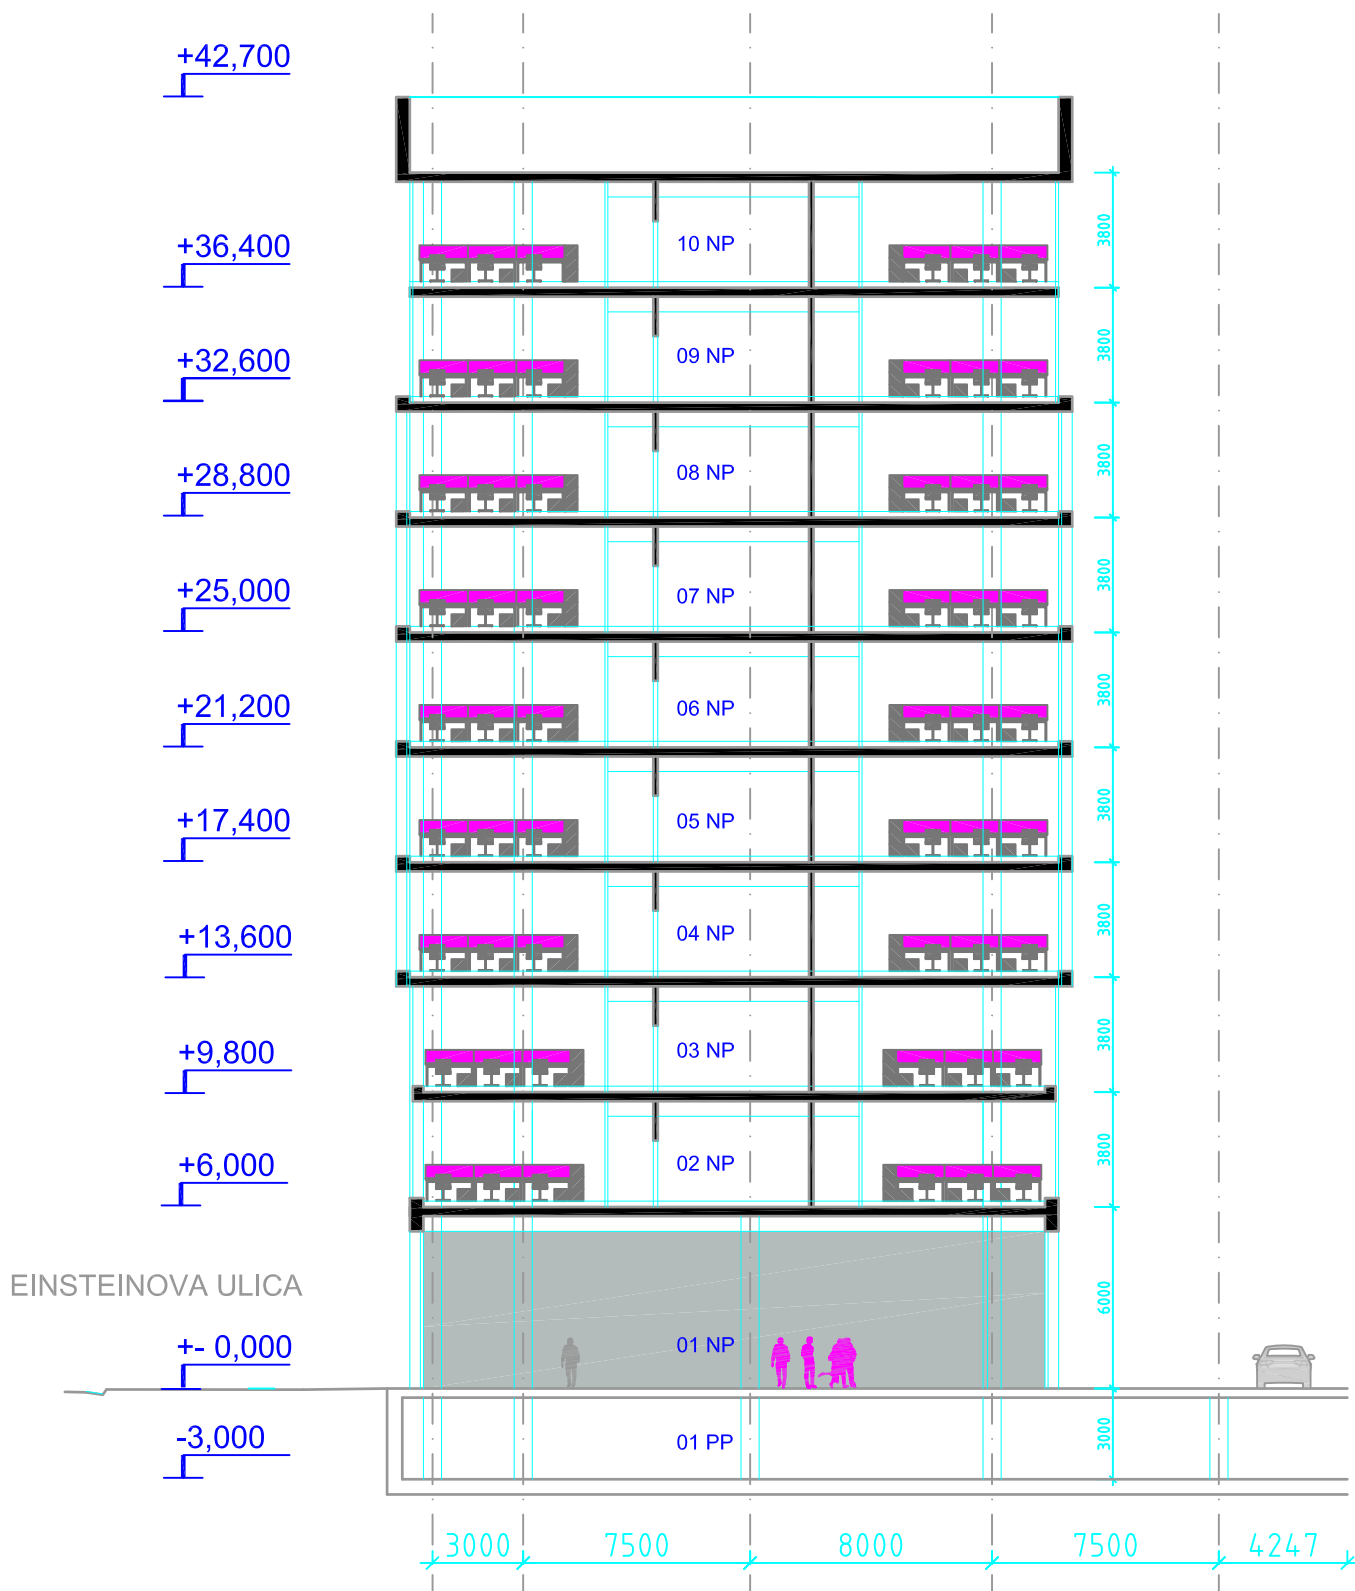 +42,700
3800
10 NP
+36,400
3800
09 NP
+32,600
3800
08 NP
+28,800
3800
07 NP
+25,000
3800
06 NP
+21,200
3800
05 NP
+17,400
3800
04 NP
+13,600
3800
03 NP
+9,800
3800
02 NP
+6,000
EINSTEINOVA ULICA
6000
+- 0,000
01 NP
-3,000
01 PP
3000
3000 7500 8000 7500 4247